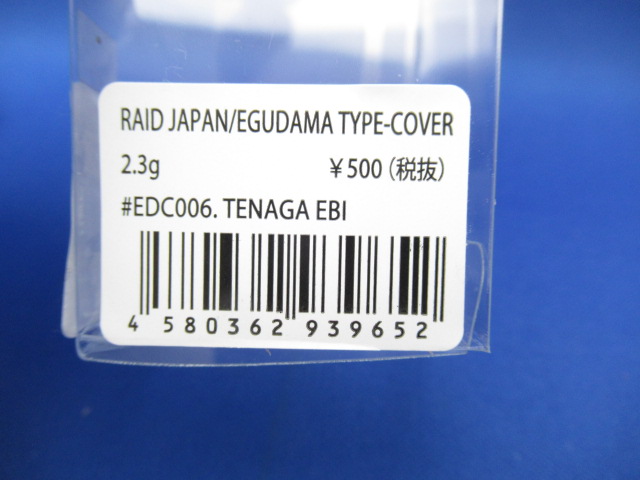 RAID JAPAN/EGUDAMA TYPE-COVER
2.3g ￥500(税抜)
#EDC006. TENAGA EBI
4 580362 939652